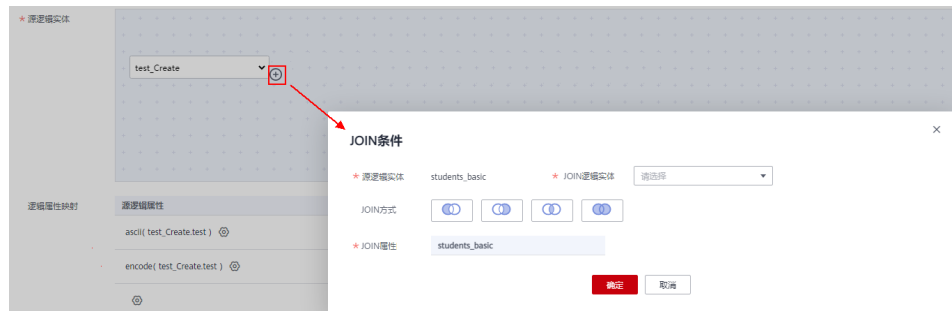 * 源逻辑实体
test_Create
JOIN条件
* 源逻辑实体 students_basic * JOIN逻辑实体 请选择
JOIN方式
* JOIN属性 students_basic
确定 取消
逻辑属性映射 源逻辑属性
ascii( test_Create.test )
encode( test_Create.test )